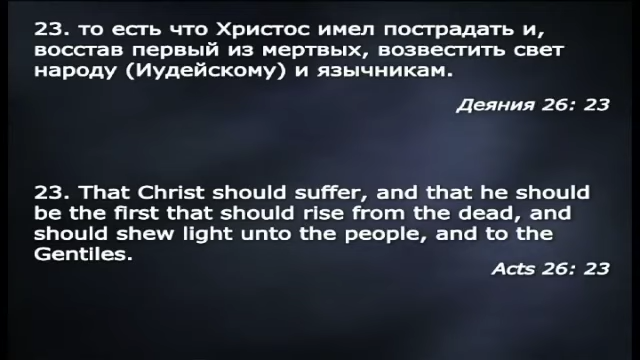 23. то есть что Христос имел пострадать и,
восстав первый из мертвых, возвестить свет
народу (Иудейскому) и язычникам.
Деяния 26: 23
23. That Christ should suffer, and that he should
be the first that should rise from the dead, and
should shew light unto the people, and to the
Gentiles.
Acts 26: 23